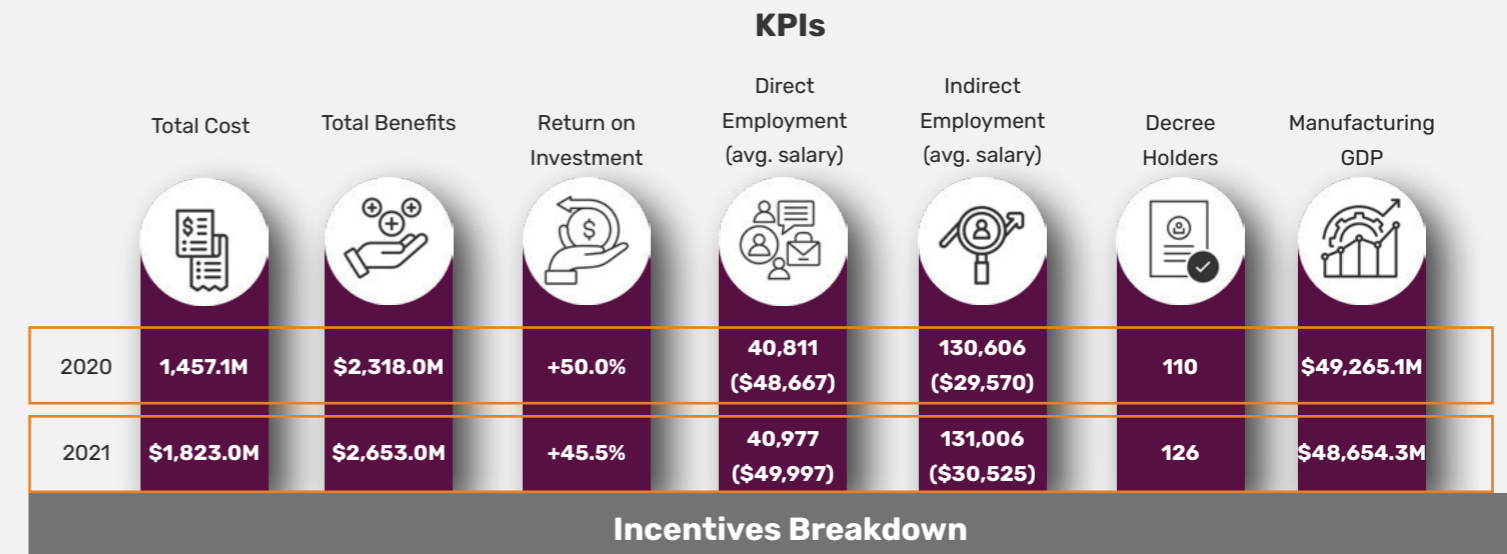 KPIs
Total Cost
Total Benefits
Return on
Investment
Direct
Employment
(avg. salary)
Indirect
Employment
(avg. salary)
Decree
Holders
Manufacturing
GDP
2020
1,457.1M
$2,318.0M
+50.0%
40,811
($48,667)
130,606
($29,570)
110
$49,265.1M
2021
$1,823.0M
$2,653.0M
+45.5%
40,977
($49,997)
131,006
($30,525)
126
$48,654.3M
Incentives Breakdown